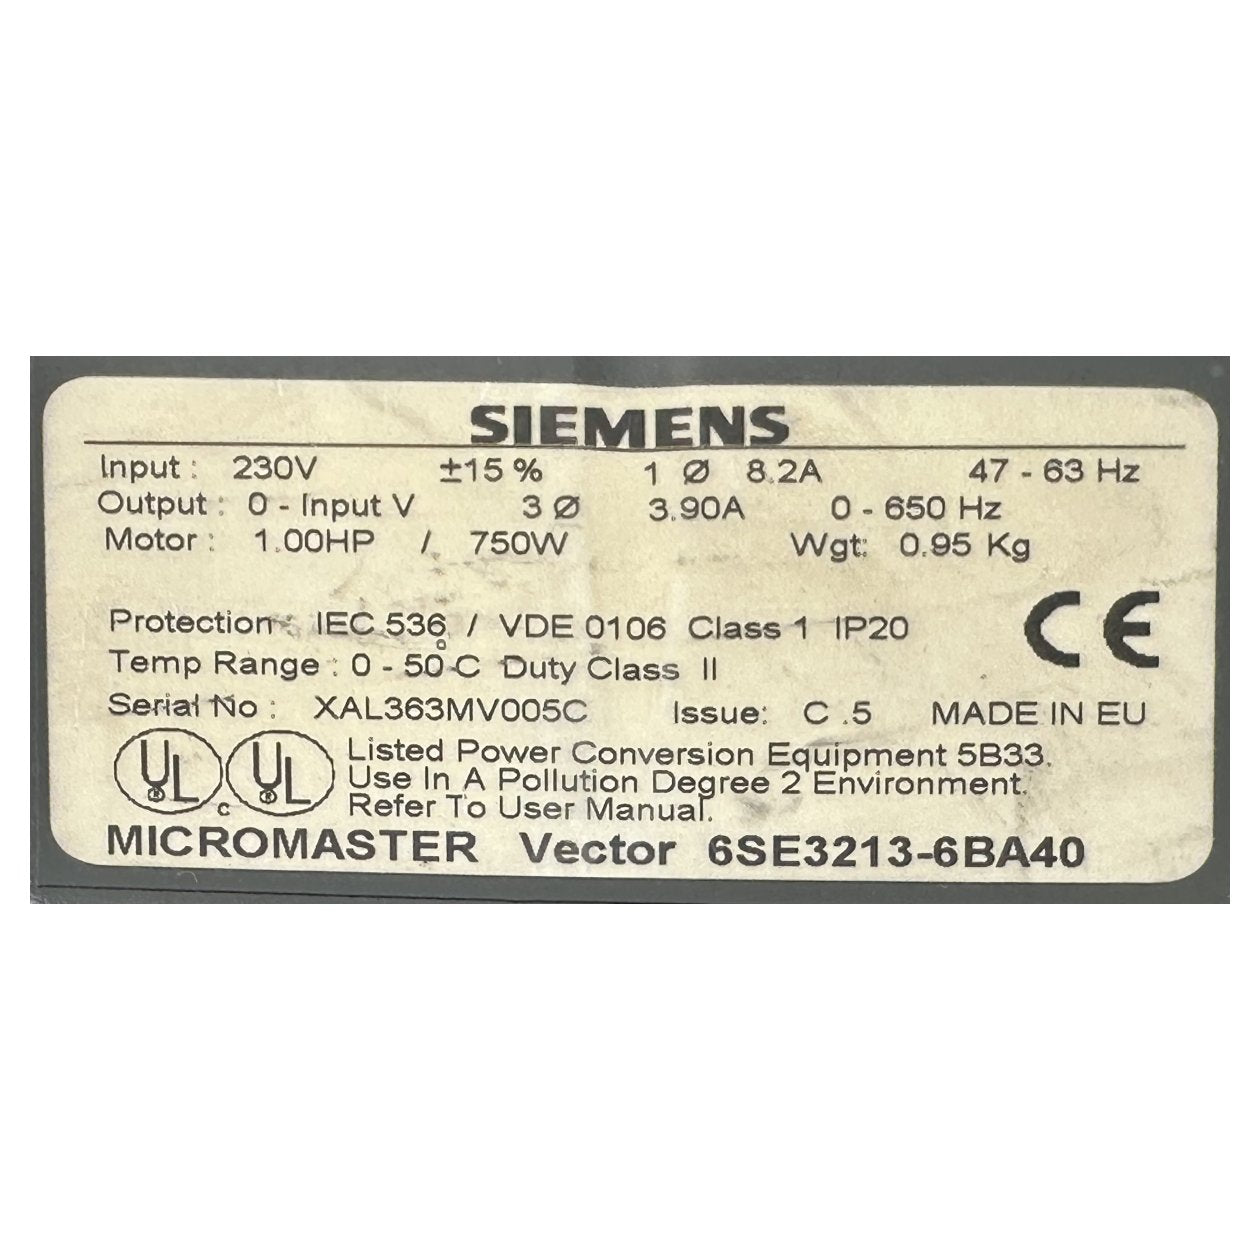 SIEMENS
Input : 230V ±15 % 1 Ø 8.2A 47 - 63 Hz
Output : 0 - Input V 3 Ø 3.90A 0 - 650 Hz
Motor : 1.00HP / 750W Wgt: 0.95 Kg
Protection : IEC 536 / VDE 0106 Class 1 IP20
CE
Temp Range : 0 - 50°C Duty Class II
Serial No : XAL363MV005C Issue: C .5 MADE IN EU
UL ® c UL ® Listed Power Conversion Equipment 5B33.
Use In A Pollution Degree 2 Environment.
Refer To User Manual.
MICROMASTER Vector 6SE3213-6BA40